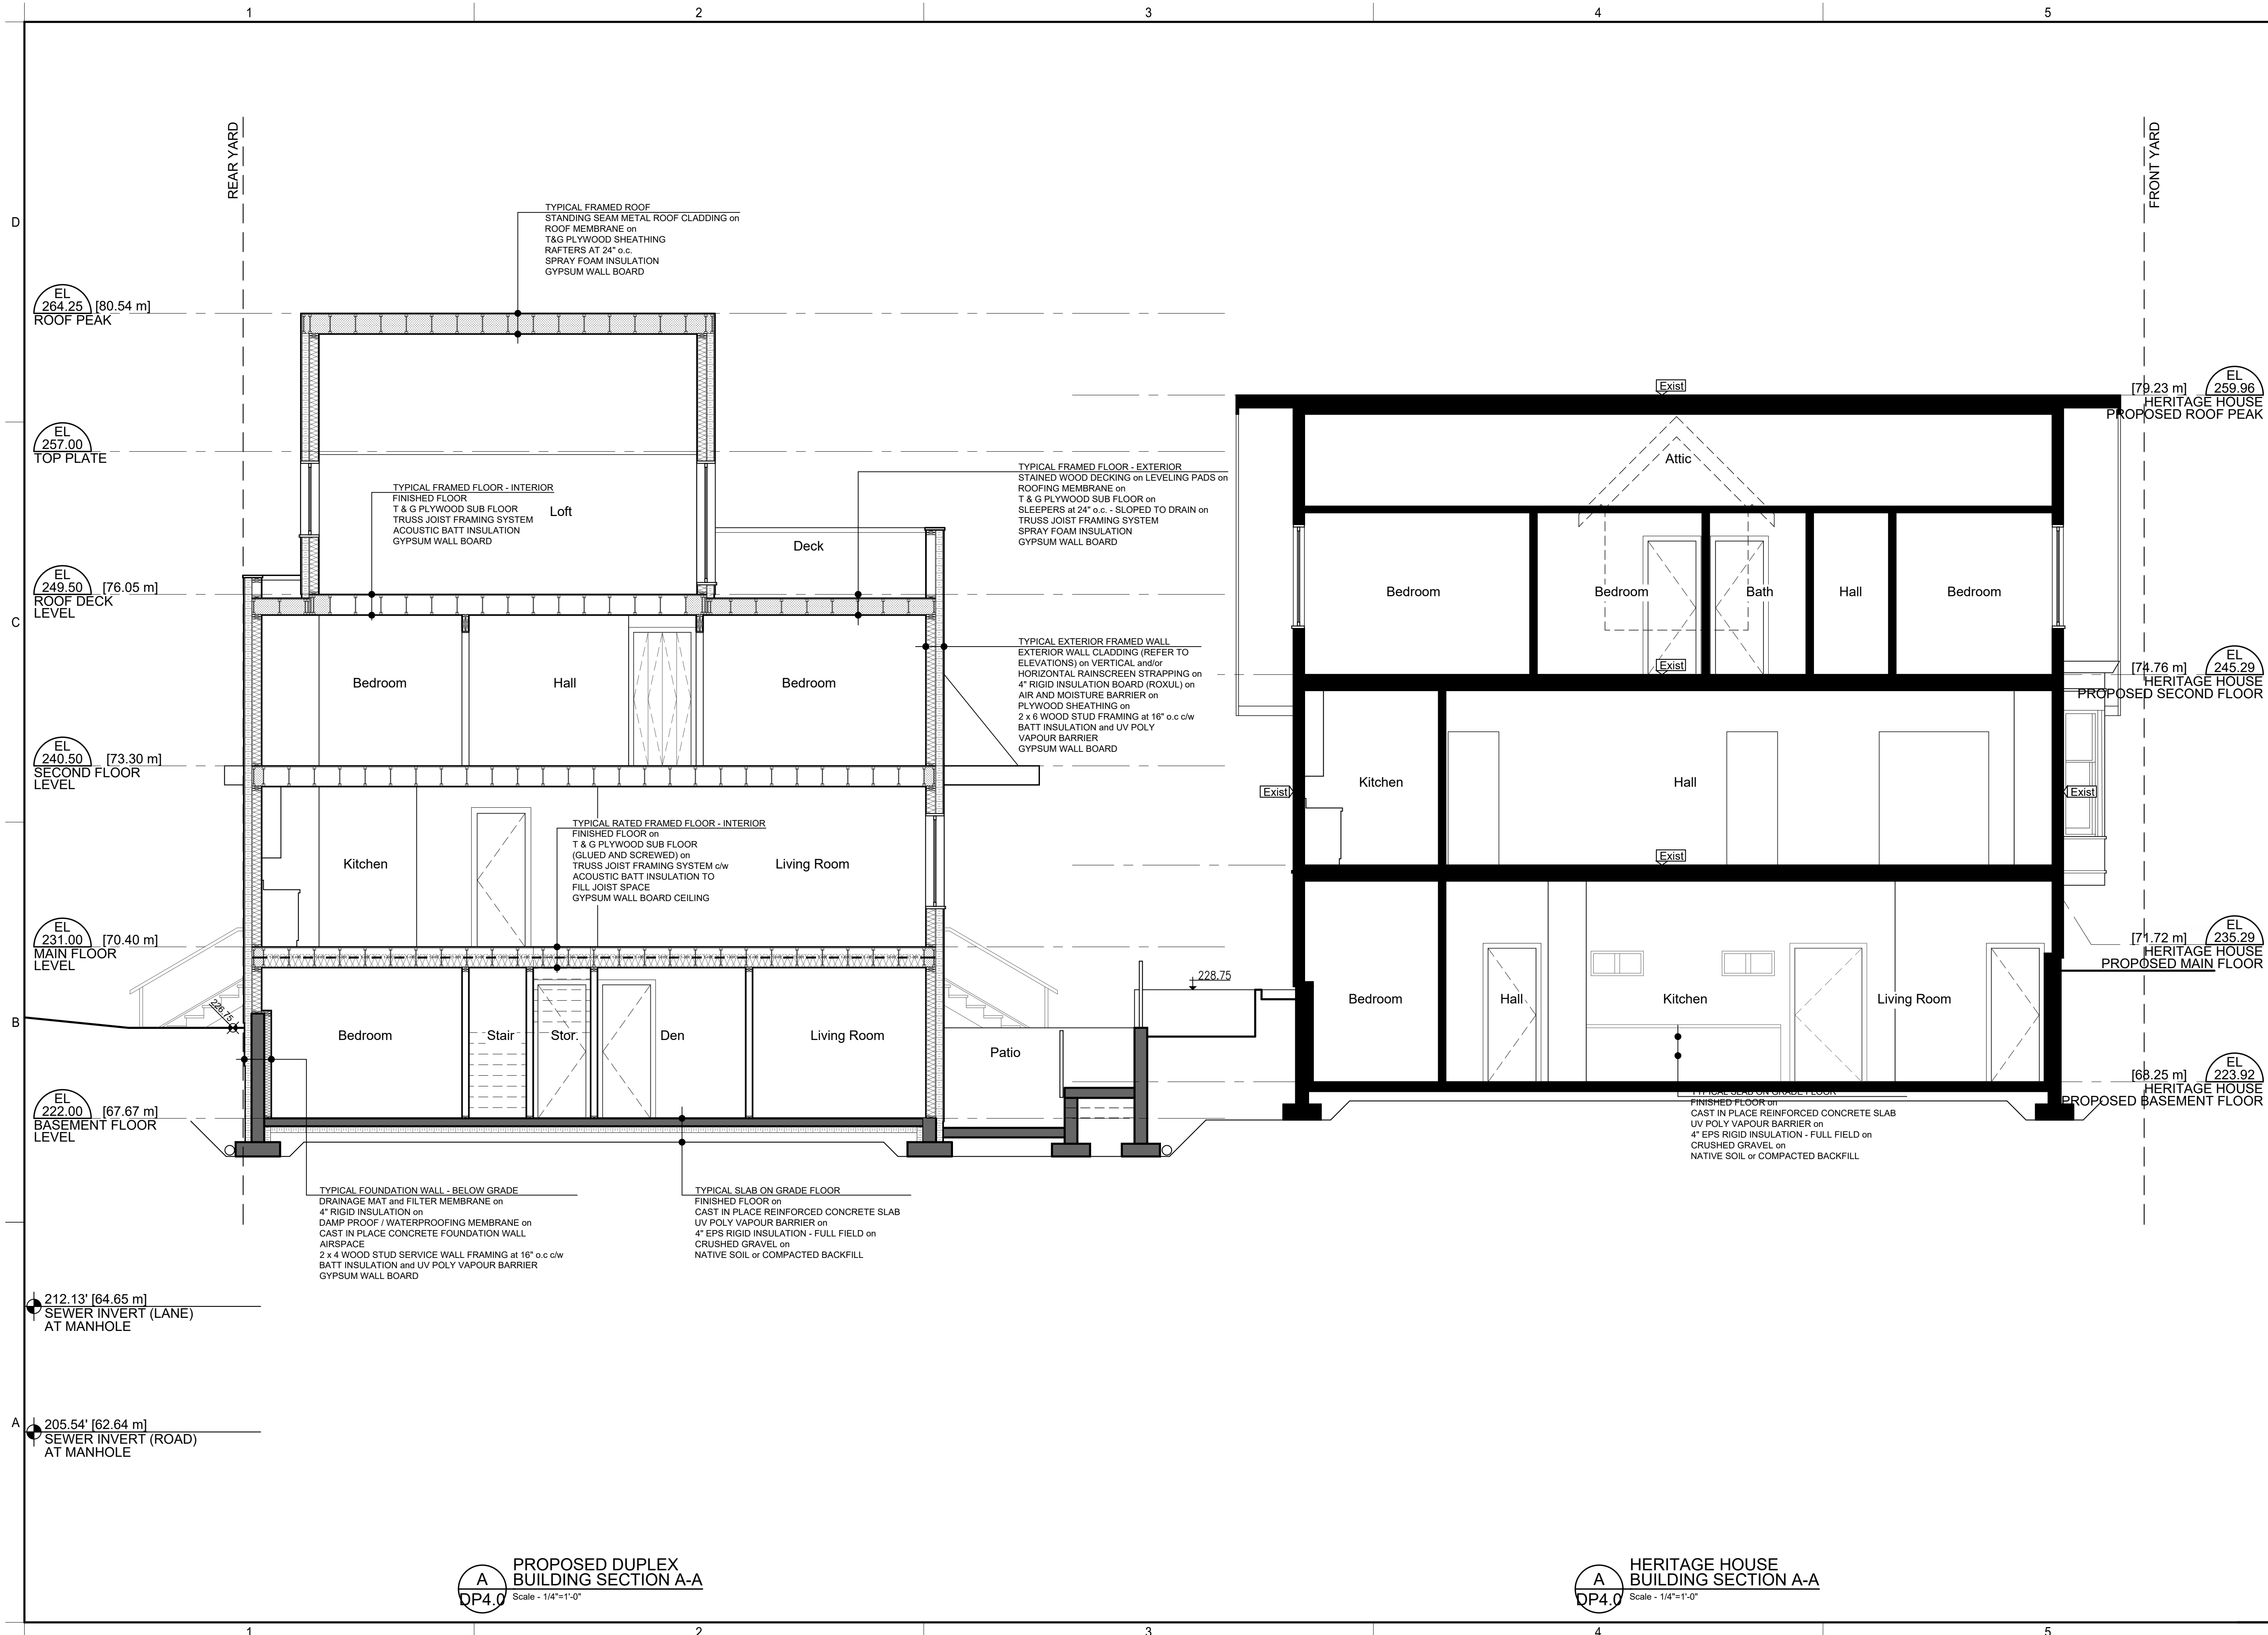 1 2 3 4 5
D
C
B
A
REAR YARD
FRONT YARD
TYPICAL FRAMED ROOF
STANDING SEAM METAL ROOF CLADDING on
ROOF MEMBRANE on
T&G PLYWOOD SHEATHING
RAFTERS AT 24" o.c.
SPRAY FOAM INSULATION
GYPSUM WALL BOARD
EL
264.25 [80.54 m]
ROOF PEAK
EL
257.00
TOP PLATE
EL
249.50 [76.05 m]
ROOF DECK
LEVEL
EL
240.50 [73.30 m]
SECOND FLOOR
LEVEL
EL
231.00 [70.40 m]
MAIN FLOOR
LEVEL
EL
222.00 [67.67 m]
BASEMENT FLOOR
LEVEL
212.13' [64.65 m]
SEWER INVERT (LANE)
AT MANHOLE
205.54' [62.64 m]
SEWER INVERT (ROAD)
AT MANHOLE
TYPICAL FRAMED FLOOR - INTERIOR
FINISHED FLOOR
T & G PLYWOOD SUB FLOOR
TRUSS JOIST FRAMING SYSTEM
ACOUSTIC BATT INSULATION
GYPSUM WALL BOARD
Loft
Deck
TYPICAL FRAMED FLOOR - EXTERIOR
STAINED WOOD DECKING on LEVELING PADS on
ROOFING MEMBRANE on
T & G PLYWOOD SUB FLOOR on
SLEEPERS at 24" o.c. - SLOPED TO DRAIN on
TRUSS JOIST FRAMING SYSTEM
SPRAY FOAM INSULATION
GYPSUM WALL BOARD
Bedroom
Hall
Bedroom
TYPICAL EXTERIOR FRAMED WALL
EXTERIOR WALL CLADDING (REFER TO
ELEVATIONS) on VERTICAL and/or
HORIZONTAL RAINSCREEN STRAPPING on
4" RIGID INSULATION BOARD (ROXUL) on
AIR AND MOISTURE BARRIER on
PLYWOOD SHEATHING on
2 x 6 WOOD STUD FRAMING at 16" o.c c/w
BATT INSULATION and UV POLY
VAPOUR BARRIER
GYPSUM WALL BOARD
Kitchen
TYPICAL RATED FRAMED FLOOR - INTERIOR
FINISHED FLOOR on
T & G PLYWOOD SUB FLOOR
(GLUED AND SCREWED) on
TRUSS JOIST FRAMING SYSTEM c/w
ACOUSTIC BATT INSULATION TO
FILL JOIST SPACE
GYPSUM WALL BOARD CEILING
Living Room
226.75
Bedroom
Stair
Stor.
Den
Living Room
Patio
228.75
TYPICAL FOUNDATION WALL - BELOW GRADE
DRAINAGE MAT and FILTER MEMBRANE on
4" RIGID INSULATION on
DAMP PROOF / WATERPROOFING MEMBRANE on
CAST IN PLACE CONCRETE FOUNDATION WALL
AIRSPACE
2 x 4 WOOD STUD SERVICE WALL FRAMING at 16" o.c c/w
BATT INSULATION and UV POLY VAPOUR BARRIER
GYPSUM WALL BOARD
TYPICAL SLAB ON GRADE FLOOR
FINISHED FLOOR on
CAST IN PLACE REINFORCED CONCRETE SLAB
UV POLY VAPOUR BARRIER on
4" EPS RIGID INSULATION - FULL FIELD on
CRUSHED GRAVEL on
NATIVE SOIL or COMPACTED BACKFILL
Exist
Attic
Bedroom
Bedroom
Bath
Hall
Bedroom
Exist
Exist
Kitchen
Hall
Exist
Exist
Bedroom
Hall
Kitchen
Living Room
TYPICAL SLAB ON GRADE FLOOR
FINISHED FLOOR on
CAST IN PLACE REINFORCED CONCRETE SLAB
UV POLY VAPOUR BARRIER on
4" EPS RIGID INSULATION - FULL FIELD on
CRUSHED GRAVEL on
NATIVE SOIL or COMPACTED BACKFILL
EL
[79.23 m] 259.96
HERITAGE HOUSE
PROPOSED ROOF PEAK
EL
[74.76 m] 245.29
HERITAGE HOUSE
PROPOSED SECOND FLOOR
EL
[71.72 m] 235.29
HERITAGE HOUSE
PROPOSED MAIN FLOOR
EL
[68.25 m] 223.92
HERITAGE HOUSE
PROPOSED BASEMENT FLOOR
A
DP4.0
PROPOSED DUPLEX
BUILDING SECTION A-A
Scale - 1/4"=1'-0"
A
DP4.0
HERITAGE HOUSE
BUILDING SECTION A-A
Scale - 1/4"=1'-0"
1 2 3 4 5